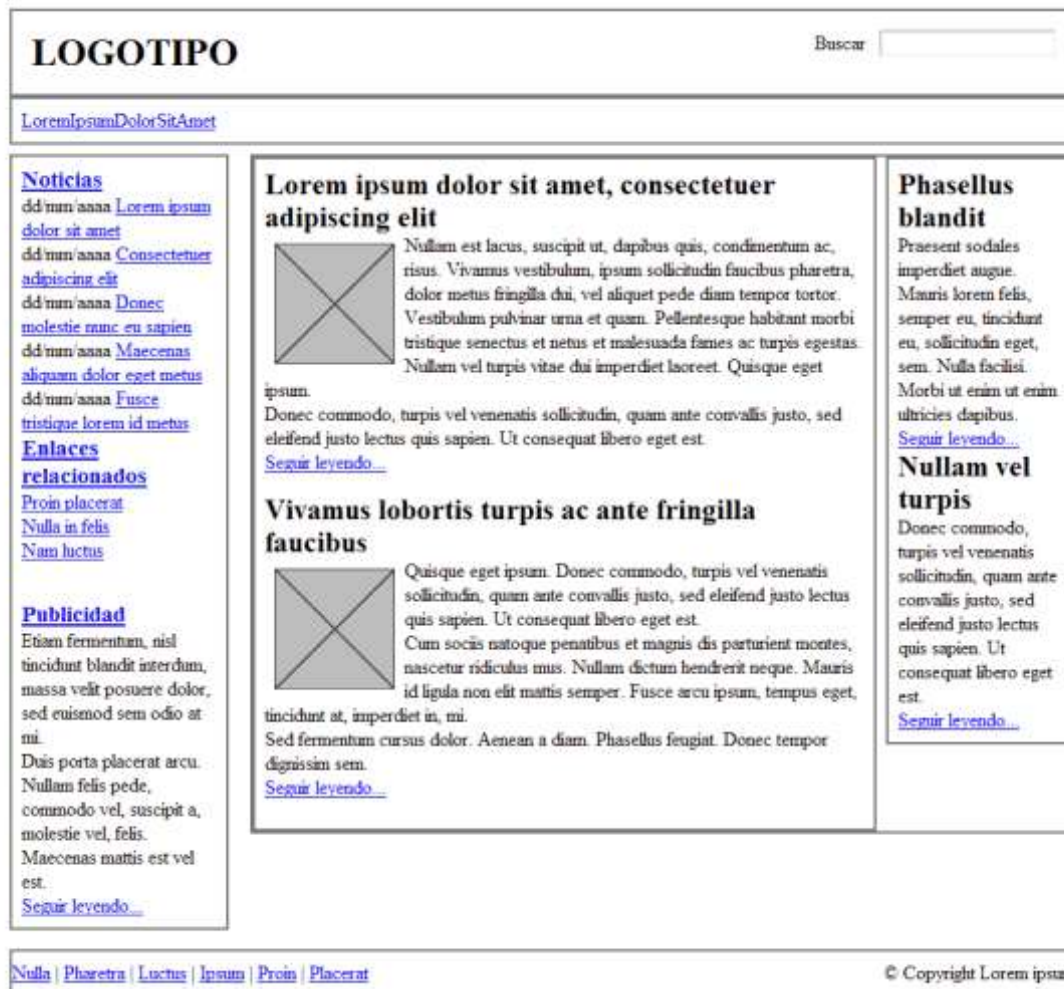 LOGOTIPO
Buscar
LoremIpsumDolorSitAmet
Noticias
dd/mm/aaaa Lorem ipsum
dolor sit amet
dd/mm/aaaa Consectetuer
adipiscing elit
dd/mm/aaaa Donec
molestie nunc eu sapien
dd/mm/aaaa Maecenas
aliquam dolor eget metus
dd/mm/aaaa Fusce
tristique lorem id metus
Enlaces
relacionados
Proin placerat
Nulla in felis
Nam luctus
Publicidad
Etiam fermentum, nisl
tincidunt blandit interdum,
massa velit posuere dolor,
sed euismod sem odio at
mi.
Duis porta placerat arcu.
Nullam felis pede,
commodo vel, suscipit a,
molestie vel, felis.
Maecenas mattis est vel
est.
Seguir leyendo...
Lorem ipsum dolor sit amet, consectetuer
adipiscing elit
Nullam est lacus, suscipit ut, dapibus quis, condimentum ac,
risus. Vivamus vestibulum, ipsum sollicitudin faucibus pharetra,
dolor metus fringilla dui, vel aliquet pede diam tempor tortor.
Vestibulum pulvinar urna et quam. Pellentesque habitant morbi
tristique senectus et netus et malesuada fames ac turpis egestas.
Nullam vel turpis vitae dui imperdiet laoreet. Quisque eget
ipsum.
Donec commodo, turpis vel venenatis sollicitudin, quam ante convallis justo, sed
eleifend justo lectus quis sapien. Ut consequat libero eget est.
Seguir leyendo...
Vivamus lobortis turpis ac ante fringilla
faucibus
Quisque eget ipsum. Donec commodo, turpis vel venenatis
sollicitudin, quam ante convallis justo, sed eleifend justo lectus
quis sapien. Ut consequat libero eget est.
Cum sociis natoque penatibus et magnis dis parturient montes,
nascetur ridiculus mus. Nullam dictum hendrerit neque. Mauris
id ligula non elit mattis semper. Fusce arcu ipsum, tempus eget,
tincidunt at, imperdiet in, mi.
Sed fermentum cursus dolor. Aenean a diam. Phasellus feugiat. Donec tempor
dignissim sem.
Seguir leyendo...
Phasellus
blandit
Praesent sodales
imperdiet augue.
Mauris lorem felis,
semper eu, tincidunt
eu, sollicitudin eget,
sem. Nulla facilisi.
Morbi ut enim ut enim
ultricies dapibus.
Seguir leyendo...
Nullam vel
turpis
Donec commodo,
turpis vel venenatis
sollicitudin, quam ante
convallis justo, sed
eleifend justo lectus
quis sapien. Ut
consequat libero eget
est.
Seguir leyendo...
Nulla | Pharetra | Luctus | Ipsum | Proin | Placerat
© Copyright Lorem